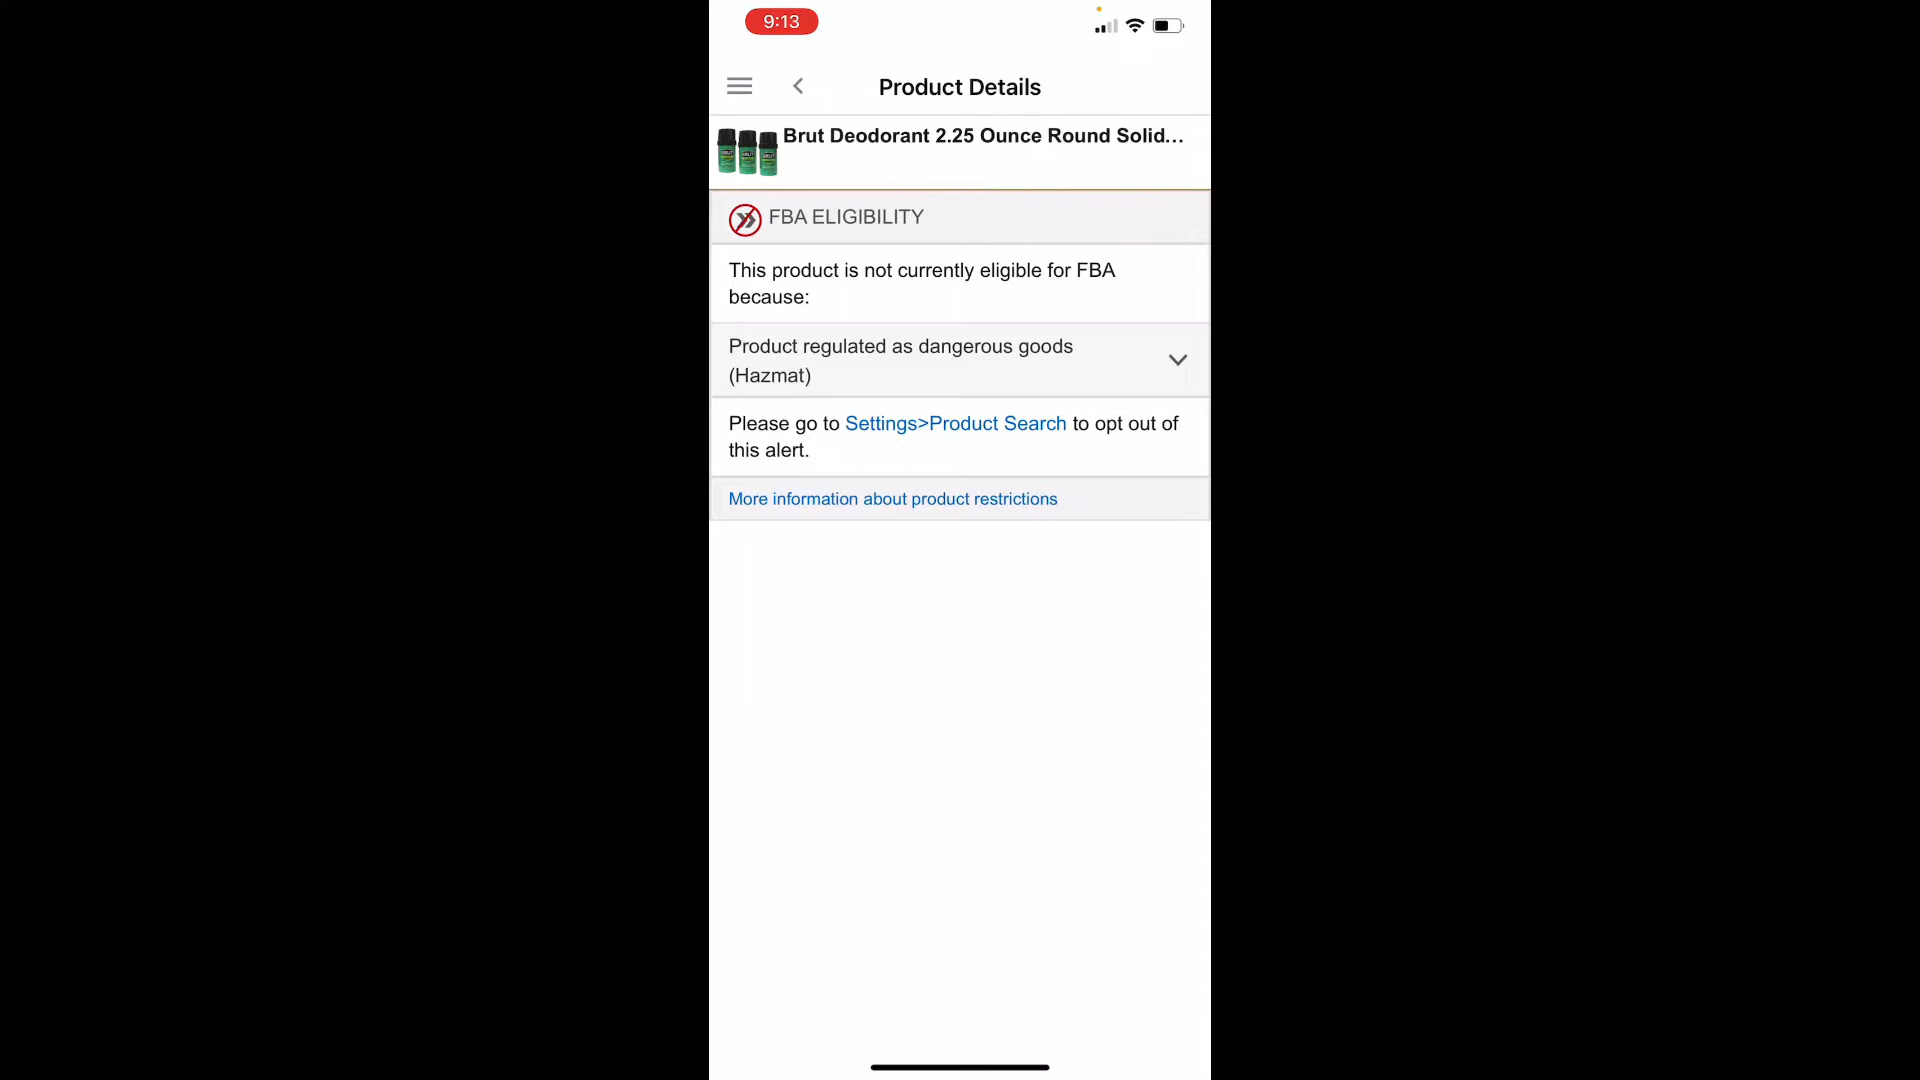 9:13
Product Details
Brut Deodorant 2.25 Ounce Round Solid...
FBA ELIGIBILITY
This product is not currently eligible for FBA
because:
Product regulated as dangerous goods
(Hazmat)
Please go to Settings>Product Search to opt out of
this alert.
More information about product restrictions